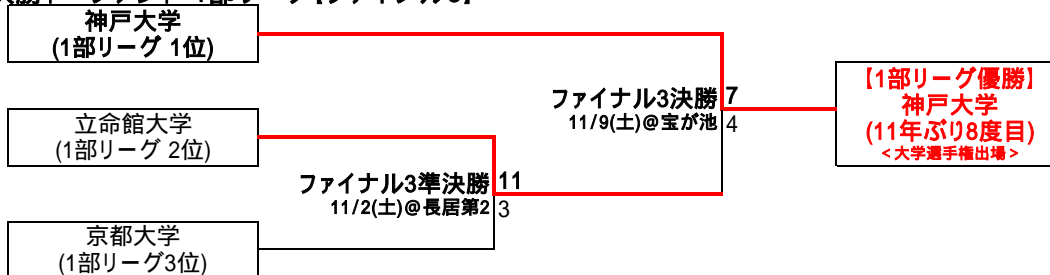 神戸大学
(1部リーグ 1位)
ファイナル3決勝 7
11/9(土)@宝が池 4
【1部リーグ優勝】
神戸大学
(11年ぶり8度目)
<大学選手権出場>
立命館大学
(1部リーグ 2位)
ファイナル3準決勝 11
11/2(土)@長居第2 3
京都大学
(1部リーグ3位)